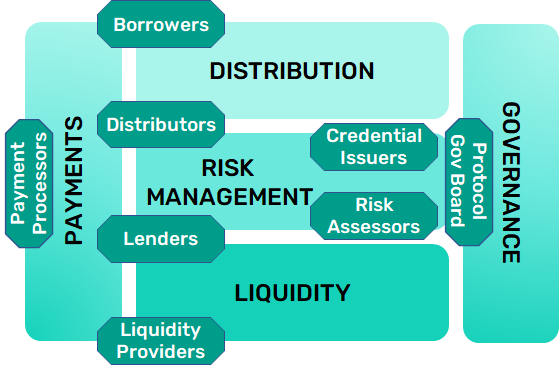 Borrowers
DISTRIBUTION
Distributors
Credential
Issuers
RISK
MANAGEMENT
Risk
Assessors
Lenders
LIQUIDITY
Liquidity
Providers
Payment
Processors
PAYMENTS
Protocol
Gov Board
GOVERNANCE